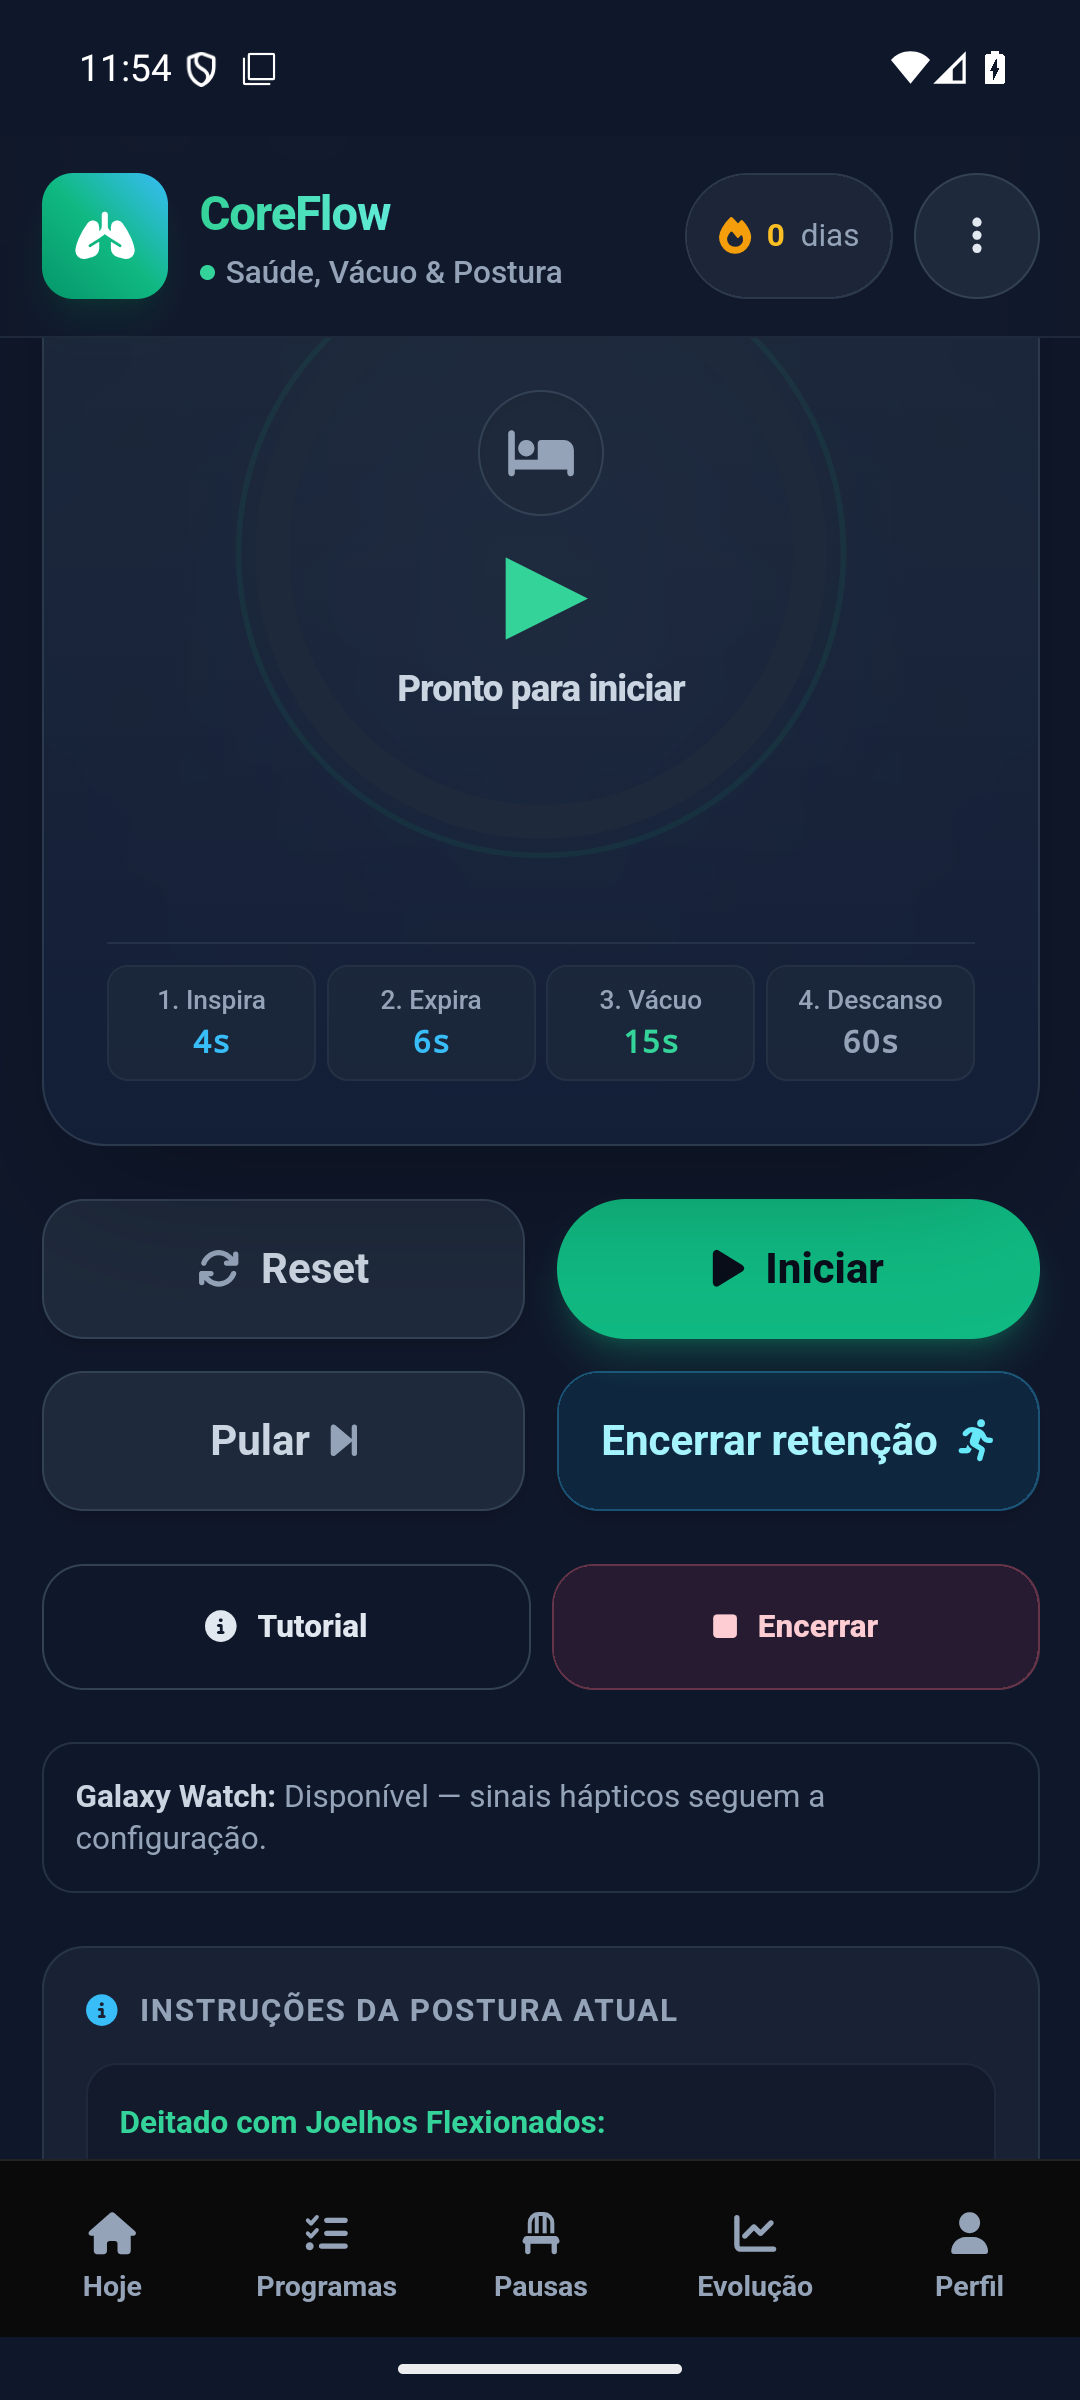 11:54
CoreFlow
Saúde, Vácuo & Postura
0 dias
Pronto para iniciar
1. Inspira
4s
2. Expira
6s
3. Vácuo
15s
4. Descanso
60s
Reset
Iniciar
Pular
Encerrar retenção
Tutorial
Encerrar
Galaxy Watch: Disponível — sinais hápticos seguem a
configuração.
INSTRUÇÕES DA POSTURA ATUAL
Deitado com Joelhos Flexionados:
Hoje
Programas
Pausas
Evolução
Perfil